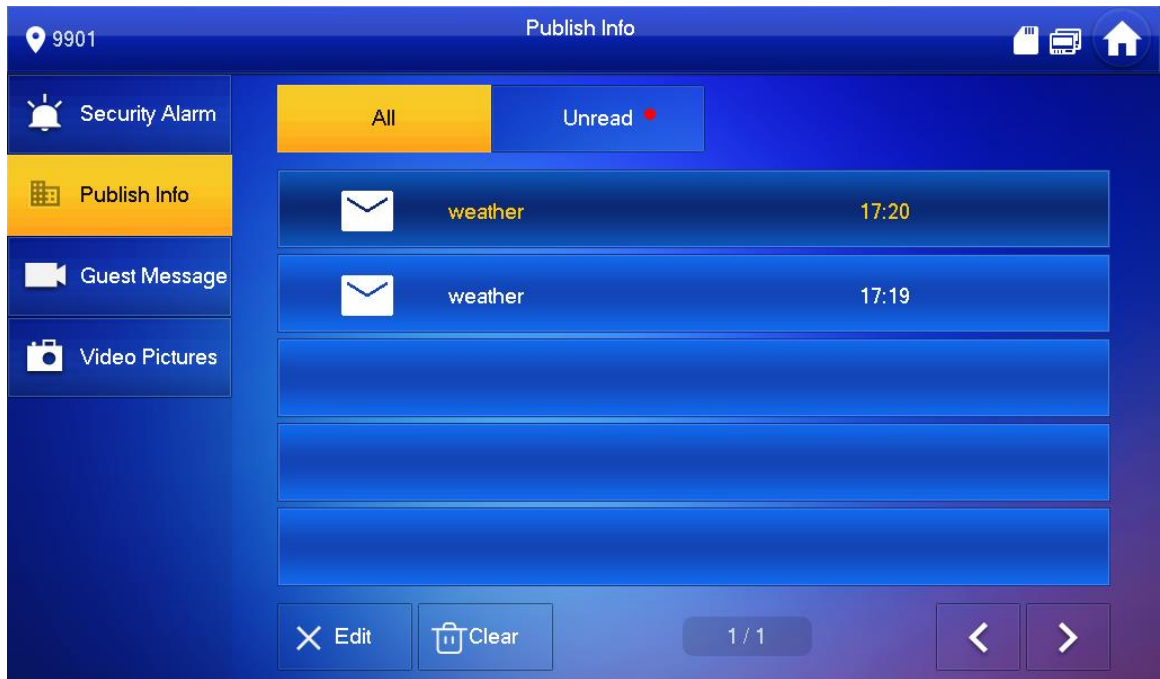 9901
Publish Info
Security Alarm
Publish Info
Guest Message
Video Pictures
All
Unread
weather 17:20
weather 17:19
Edit
Clear
1 / 1